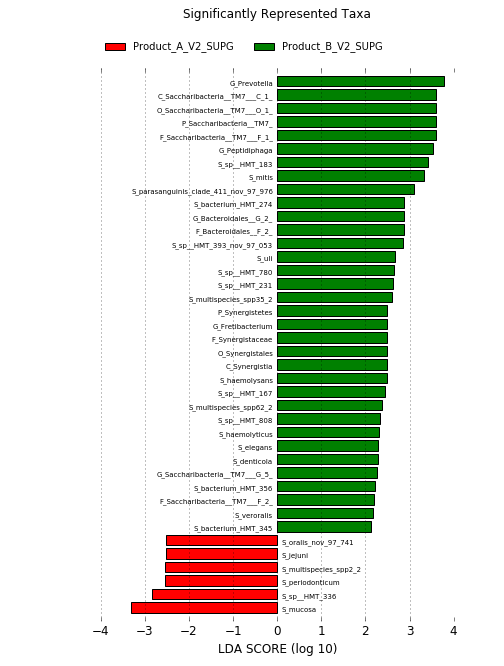 Significantly Represented Taxa
Product_A_V2_SUPG Product_B_V2_SUPG
G_Prevotella
C_Saccharibacteria__TM7___C_1_
O_Saccharibacteria__TM7___O_1_
P_Saccharibacteria__TM7_
F_Saccharibacteria__TM7___F_1_
G_Peptidiphaga
S_sp__HMT_183
S_mitis
S_parasanguinis_clade_411_nov_97_976
S_bacterium_HMT_274
G_Bacteroidales__G_2_
F_Bacteroidales__F_2_
S_sp__HMT_393_nov_97_053
S_uli
S_sp__HMT_780
S_sp__HMT_231
S_multispecies_spp35_2
P_Synergistetes
G_Fretibacterium
F_Synergistaceae
O_Synergistales
C_Synergistia
S_haemolysans
S_sp__HMT_167
S_multispecies_spp62_2
S_sp__HMT_808
S_haemolyticus
S_elegans
S_denticola
G_Saccharibacteria__TM7___G_5_
S_bacterium_HMT_356
F_Saccharibacteria__TM7___F_2_
S_veroralis
S_bacterium_HMT_345
S_oralis_nov_97_741
S_jejuni
S_multispecies_spp2_2
S_periodonticum
S_sp__HMT_336
S_mucosa
−4 −3 −2 −1 0 1 2 3 4
LDA SCORE (log 10)